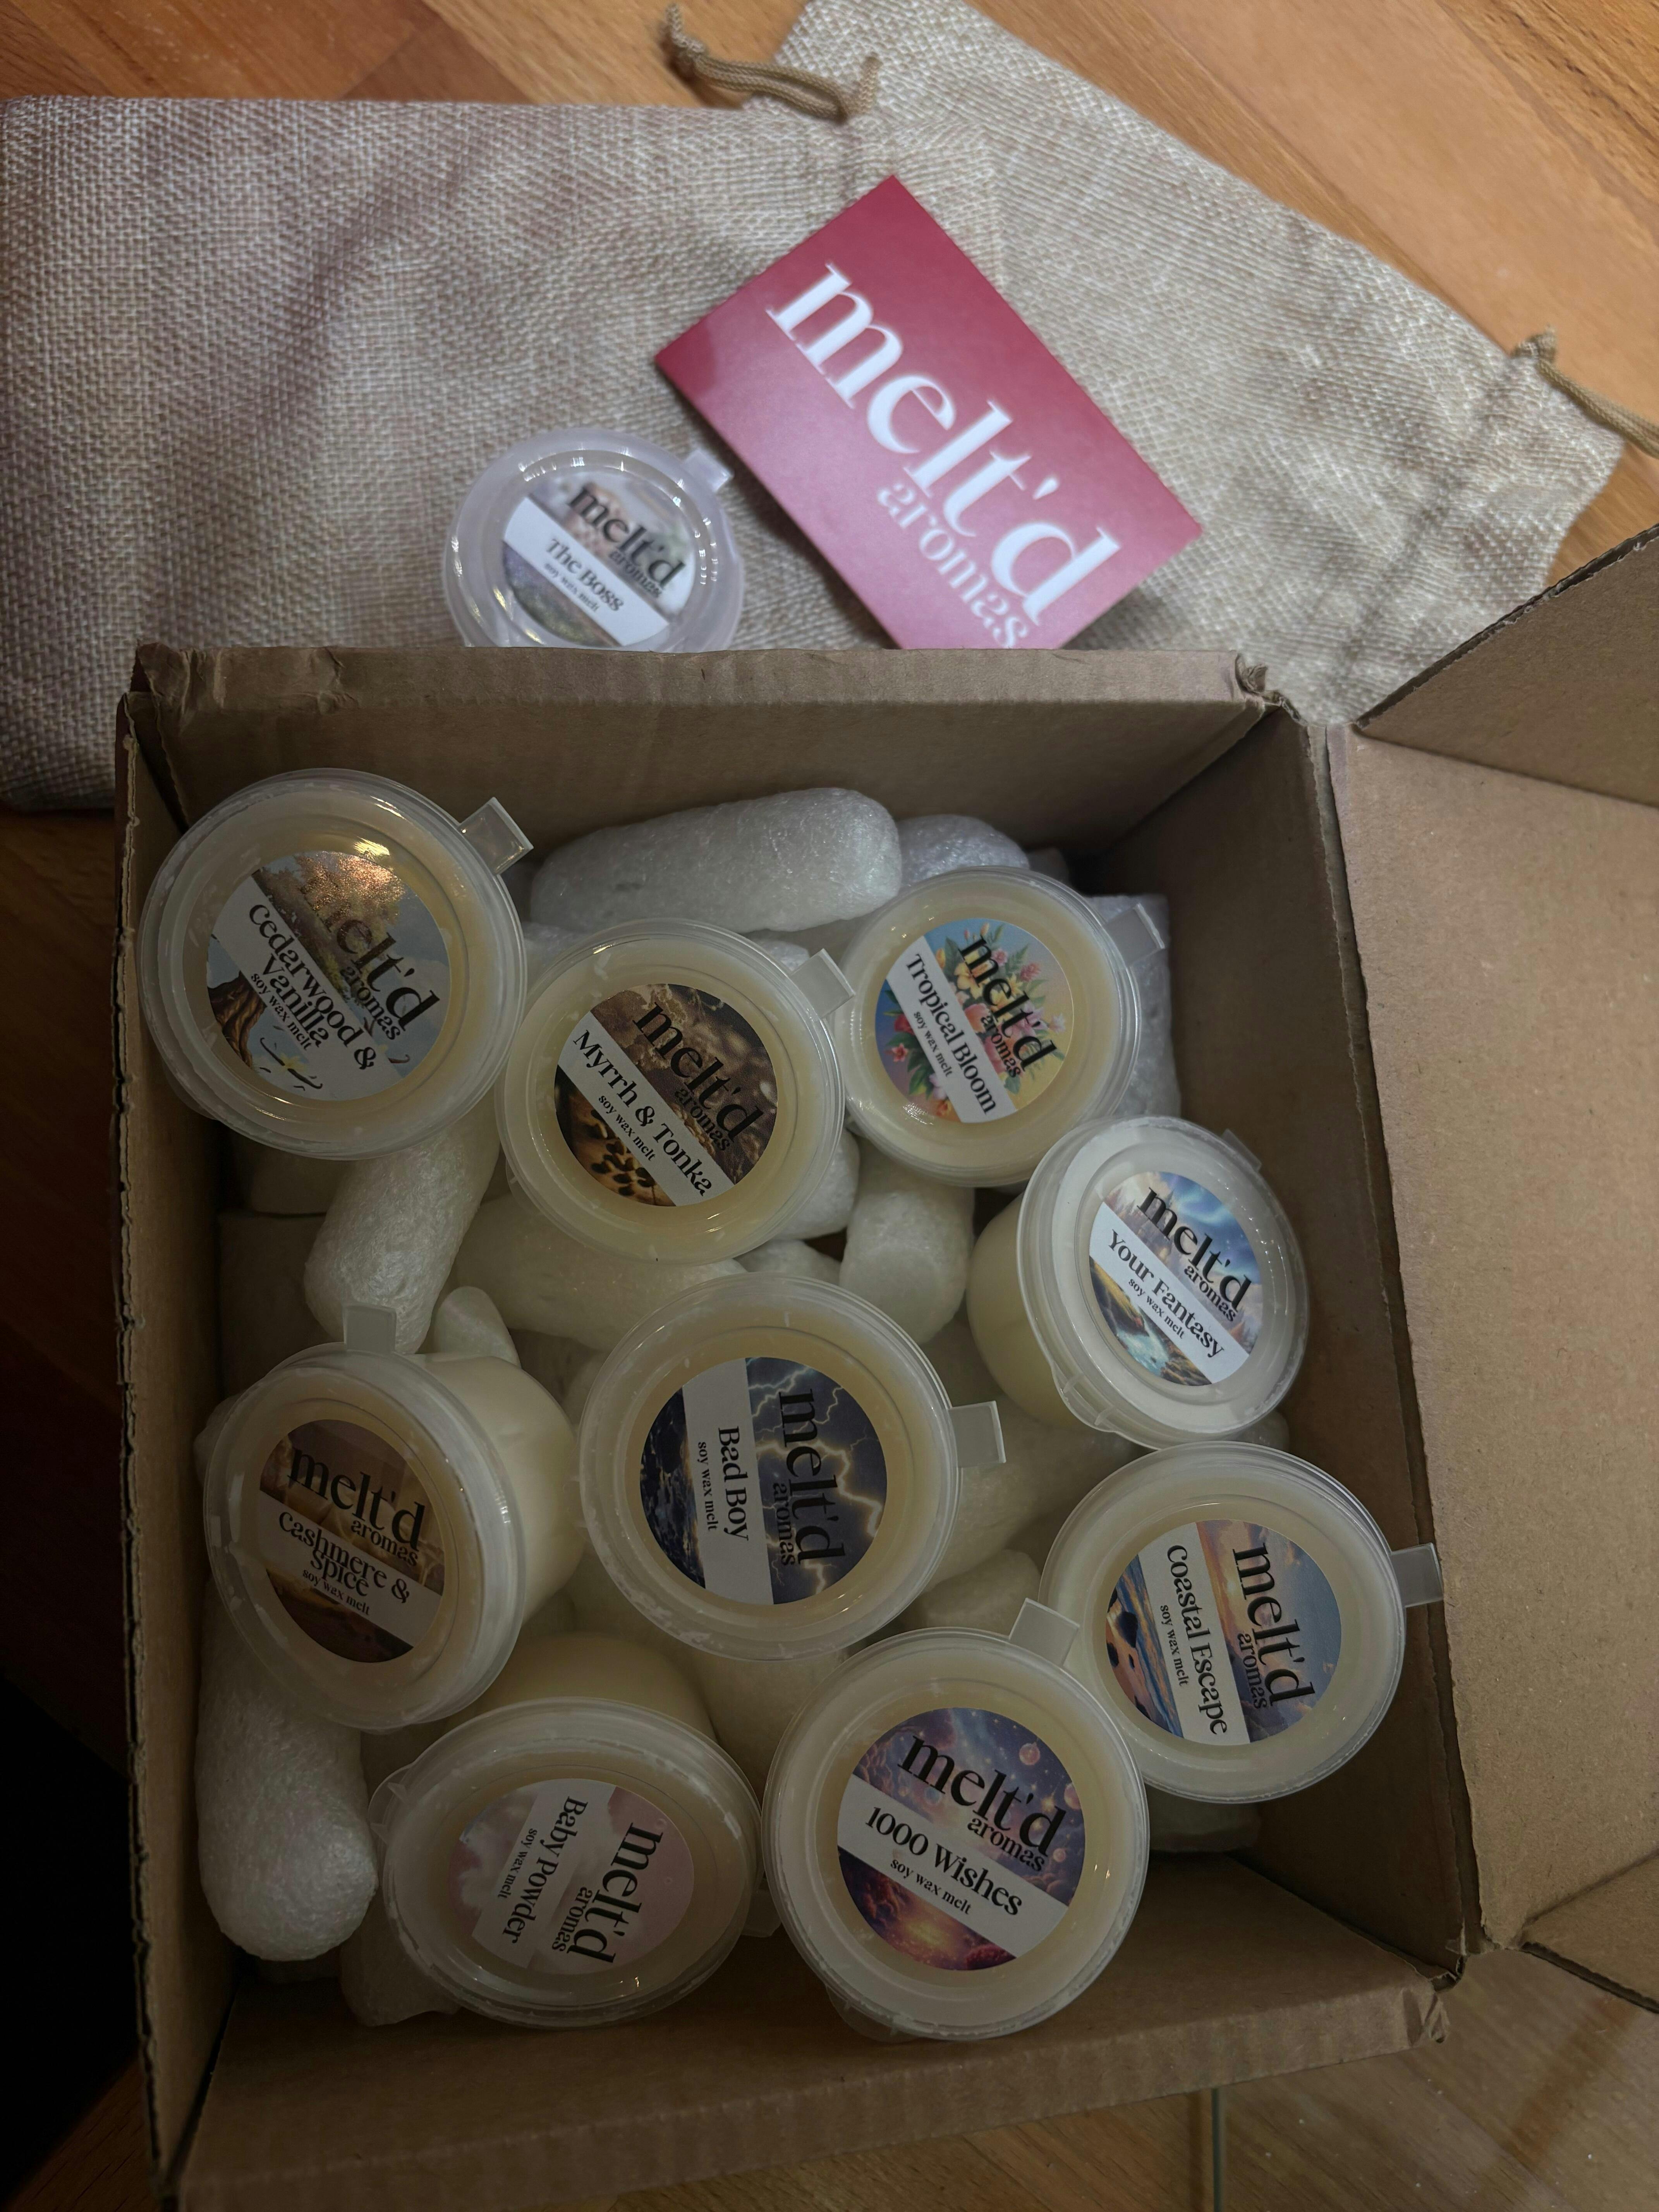 melt'd
aromas
melt'd
aromas
The Boss
soy wax melt
melt'd
aromas
Cedarwood &
Vanilla
soy wax melt
melt'd
aromas
Myrrh & Tonka
soy wax melt
melt'd
aromas
Tropical Bloom
soy wax melt
melt'd
aromas
Your Fantasy
soy wax melt
melt'd
aromas
Cashmere &
Spice
soy wax melt
melt'd
aromas
Bad Boy
soy wax melt
melt'd
aromas
Coastal Escape
soy wax melt
melt'd
aromas
Baby Powder
soy wax melt
melt'd
aromas
1000 Wishes
soy wax melt